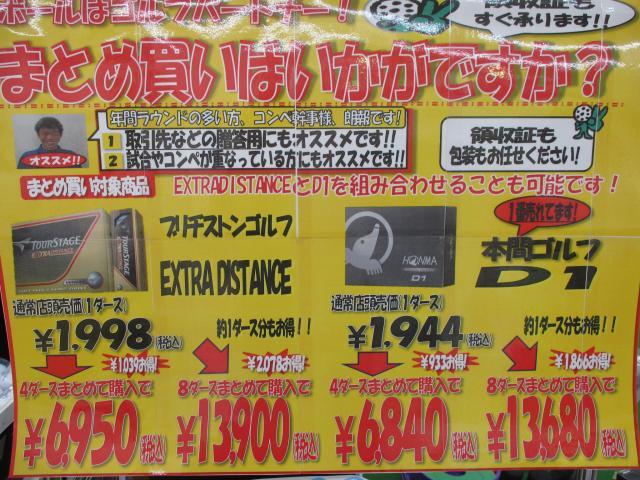 ボールはゴルフパートナー！
すぐ承ります!!
まとめ買いはいかがですか？
年間ラウンドの多い方、コンペ幹事様、朗報です！
1 取引先などの贈答用にも・オススメです!!
2 試合やコンペが重なっている方にもオススメです!!
オススメ!!
領収証も
包装もお任せください！
まとめ買い対象商品
EXTRADISTANCEとD1を組み合わせることも可能です！
TOURSTAGE
EXTRA DISTANCE
ブリヂストンゴルフ
EXTRA DISTANCE
HONMA
D1
1番売れてます！
本間ゴルフ
D1
通常店頭売価（1ダース）
¥1,998（税込）
約1ダース分もお得！！
通常店頭売価（1ダース）
¥1,944（税込）
約1ダース分もお得！！
¥1,039お得！
¥2,078お得！
¥933お得！
¥1,866お得！
4ダースまとめて購入で
¥6,950（税込）
8ダースまとめて購入で
¥13,900（税込）
4ダースまとめて購入で
¥6,840（税込）
8ダースまとめて購入で
¥13,680（税込）